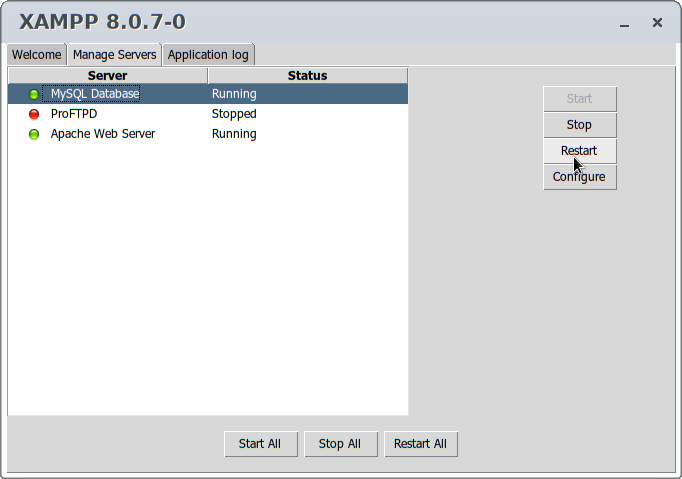 XAMPP 8.0.7-0
Welcome Manage Servers Application log
Server Status
MySQL Database Running
ProFTPD Stopped
Apache Web Server Running
Start
Stop
Restart
Configure
Start All Stop All Restart All